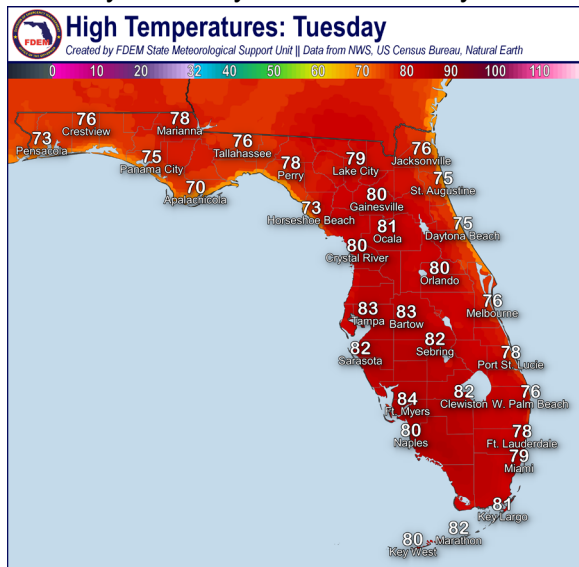 High Temperatures: Tuesday
Created by FDEM State Meteorological Support Unit || Data from NWS, US Census Bureau, Natural Earth
FDEM
0 10 20 32 40 50 60 70 80 90 100 110
76
Crestview
78
Marianna
73
Pensacola
76
Tallahassee
75
Panama City
78
Perry
79
Lake City
76
Jacksonville
70
Apalachicola
75
St. Augustine
80
Gainesville
73
Horseshoe Beach
81
Ocala
75
Daytona Beach
80
Crystal River
80
Orlando
76
Melbourne
83
Tampa
83
Bartow
82
Sarasota
82
Sebring
78
Port St. Lucie
84
Ft. Myers
82
Clewiston
76
W. Palm Beach
80
Naples
78
Ft. Lauderdale
79
Miami
81
Key Largo
82
Marathon
80
Key West